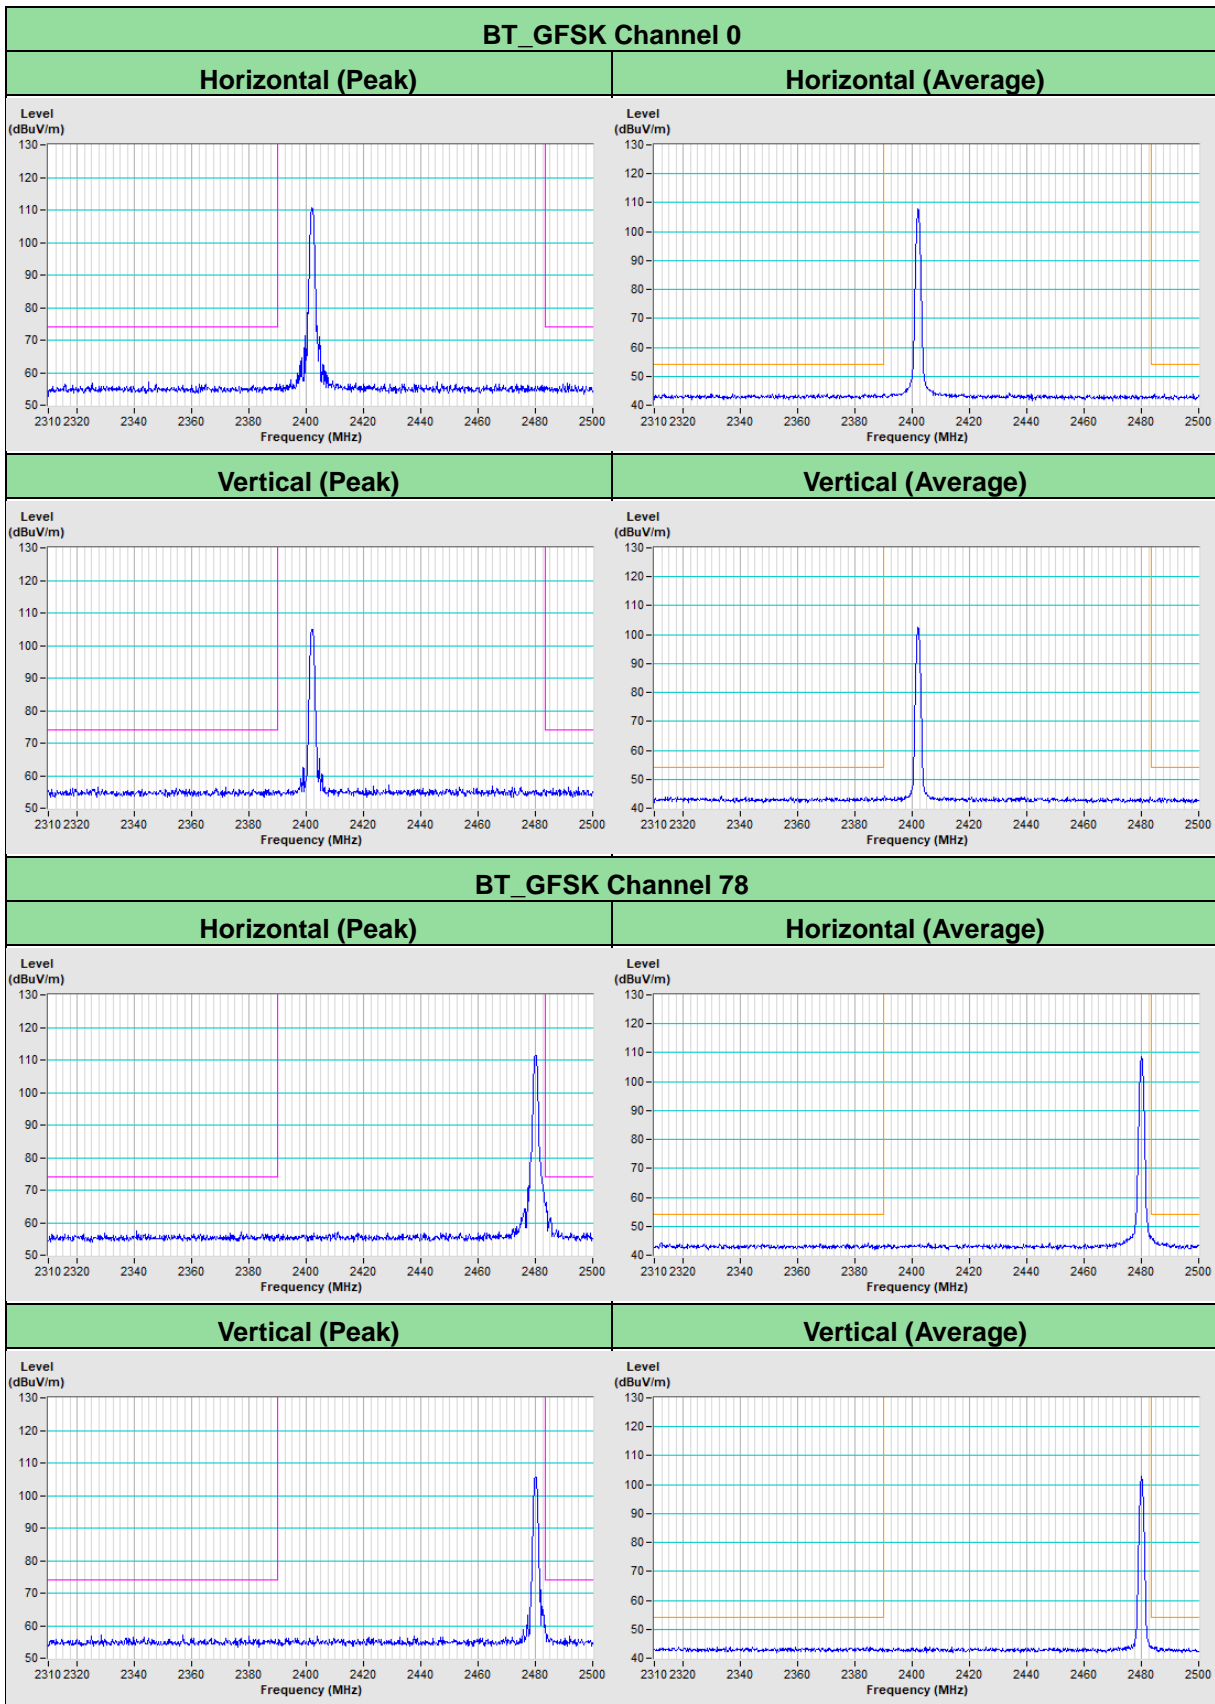 BT_GFSK Channel 0
Horizontal (Peak) Horizontal (Average)
Level Level
(dBuV/m) (dBuV/m)
130 130
120 120
110 110
100 100
90 90
80 80
70 70
60 60
50 50
40
2310 2320 2340 2360 2380 2400 2420 2440 2460 2480 2500 2310 2320 2340 2360 2380 2400 2420 2440 2460 2480 2500
Frequency (MHz) Frequency (MHz)
Vertical (Peak) Vertical (Average)
Level Level
(dBuV/m) (dBuV/m)
130 130
120 120
110 110
100 100
90 90
80 80
70 70
60 60
50 50
40
2310 2320 2340 2360 2380 2400 2420 2440 2460 2480 2500 2310 2320 2340 2360 2380 2400 2420 2440 2460 2480 2500
Frequency (MHz) Frequency (MHz)
BT_GFSK Channel 78
Horizontal (Peak) Horizontal (Average)
Level Level
(dBuV/m) (dBuV/m)
130 130
120 120
110 110
100 100
90 90
80 80
70 70
60 60
50 50
40
2310 2320 2340 2360 2380 2400 2420 2440 2460 2480 2500 2310 2320 2340 2360 2380 2400 2420 2440 2460 2480 2500
Frequency (MHz) Frequency (MHz)
Vertical (Peak) Vertical (Average)
Level Level
(dBuV/m) (dBuV/m)
130 130
120 120
110 110
100 100
90 90
80 80
70 70
60 60
50 50
40
2310 2320 2340 2360 2380 2400 2420 2440 2460 2480 2500 2310 2320 2340 2360 2380 2400 2420 2440 2460 2480 2500
Frequency (MHz) Frequency (MHz)